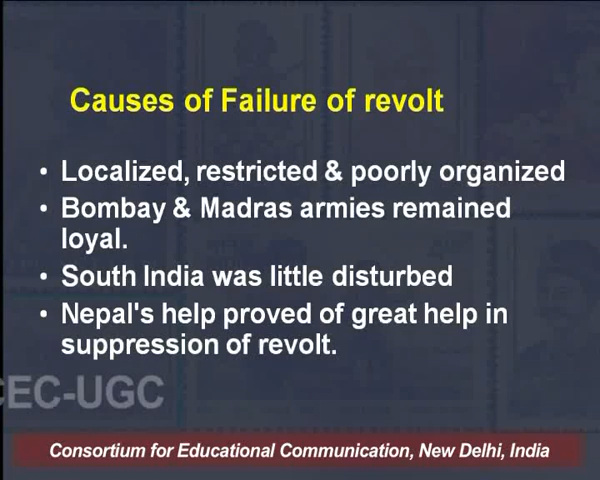 Causes of Failure of revolt
• Localized, restricted & poorly organized
• Bombay & Madras armies remained
loyal.
• South India was little disturbed
• Nepal's help proved of great help in
suppression of revolt.
CEC-UGC
Consortium for Educational Communication, New Delhi, India